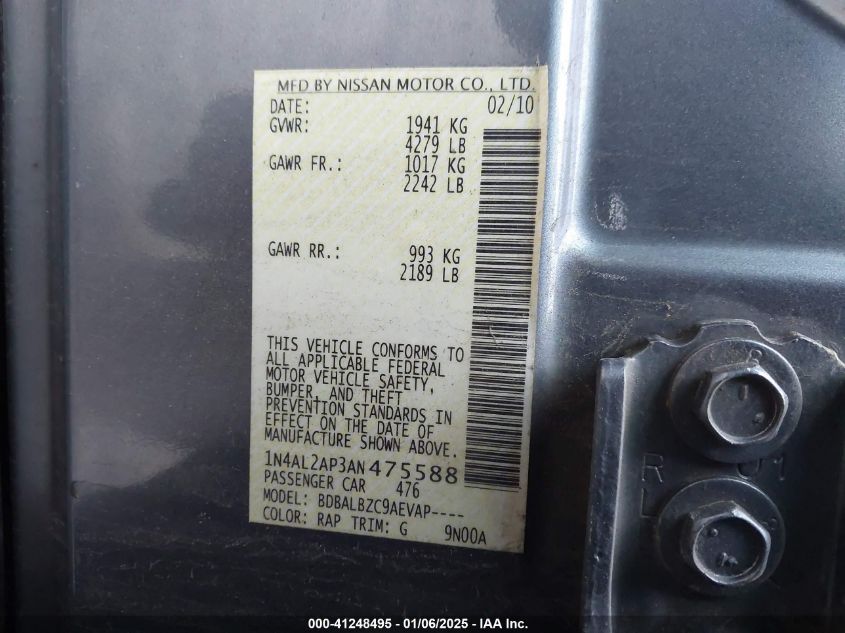 MFD BY NISSAN MOTOR CO., LTD.
DATE: 02/10
GVWR: 1941 KG
4279 LB
GAWR FR.: 1017 KG
2242 LB
GAWR RR.: 993 KG
2189 LB
THIS VEHICLE CONFORMS TO
ALL APPLICABLE FEDERAL
MOTOR VEHICLE SAFETY,
BUMPER, AND THEFT
PREVENTION STANDARDS IN
EFFECT ON THE DATE OF
MANUFACTURE SHOWN ABOVE.
1N4AL2AP3AN475588
PASSENGER CAR 476
MODEL: BDBALBZC9AEVAP----
COLOR: RAP TRIM: G 9N00A
R
L
000-41248495 - 01/06/2025 - IAA Inc.